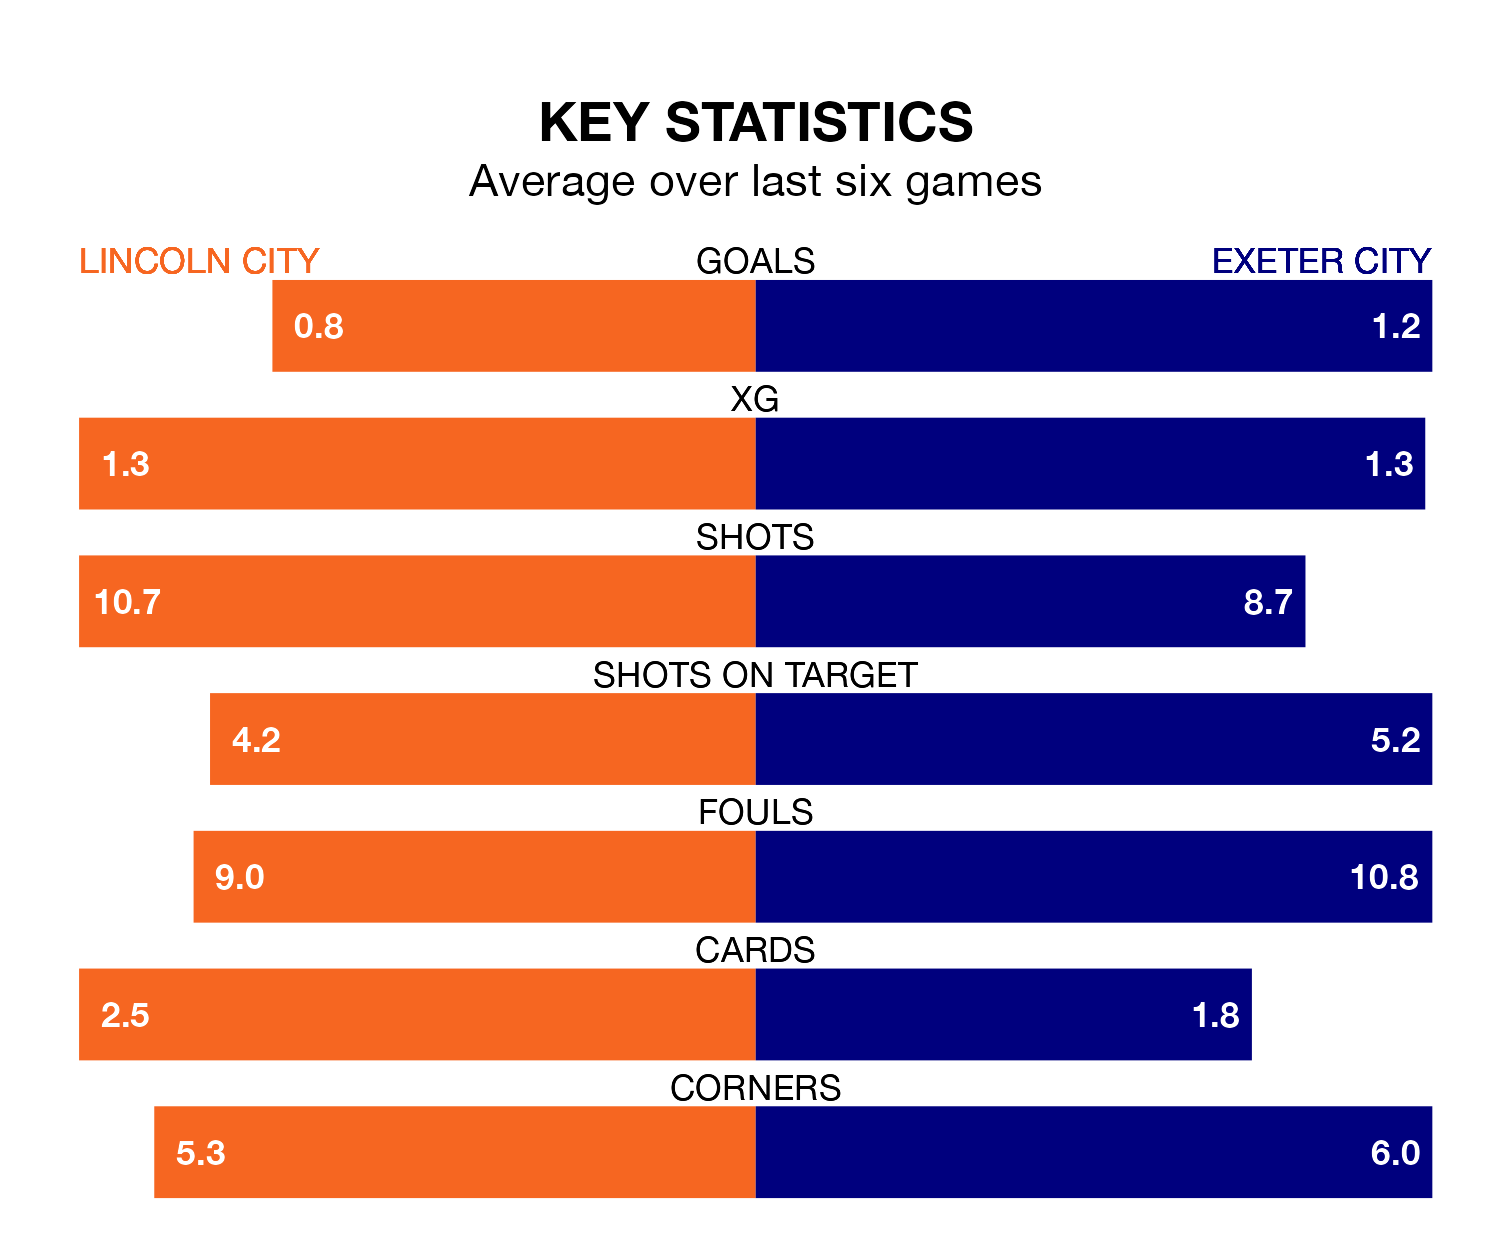 KEY STATISTICS
Average over last six games
LINCOLN CITY GOALS EXETER CITY
0.8 1.2
XG
1.3 1.3
SHOTS
10.7 8.7
SHOTS ON TARGET
4.2 5.2
FOULS
9.0 10.8
CARDS
2.5 1.8
CORNERS
5.3 6.0